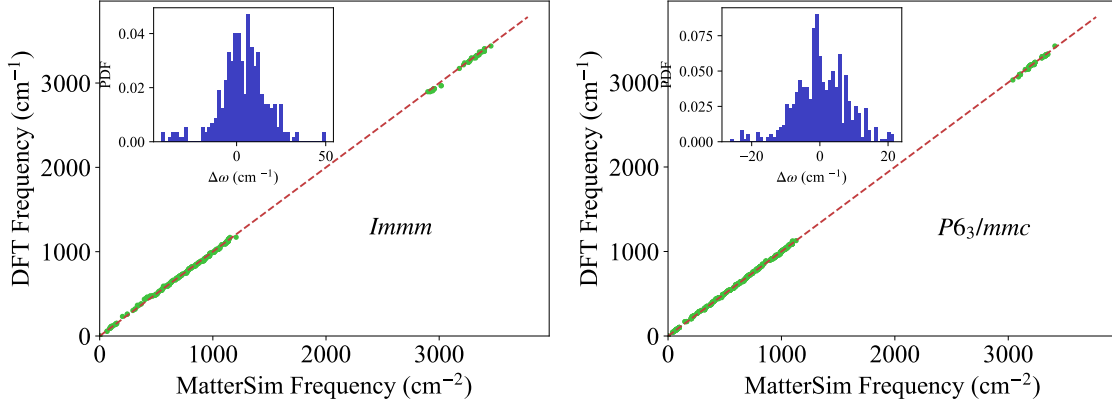 DFT Frequency (cm⁻¹)
3000
2000
1000
0
0
1000
2000
3000
MatterSim Frequency (cm⁻²)
Immm
PDF
0.04
0.02
0.00
0
50
Δω (cm ⁻¹)
DFT Frequency (cm⁻¹)
3000
2000
1000
0
0
1000
2000
3000
MatterSim Frequency (cm⁻²)
P6₃/mmc
PDF
0.075
0.050
0.025
0.000
−20
0
20
Δω (cm ⁻¹)